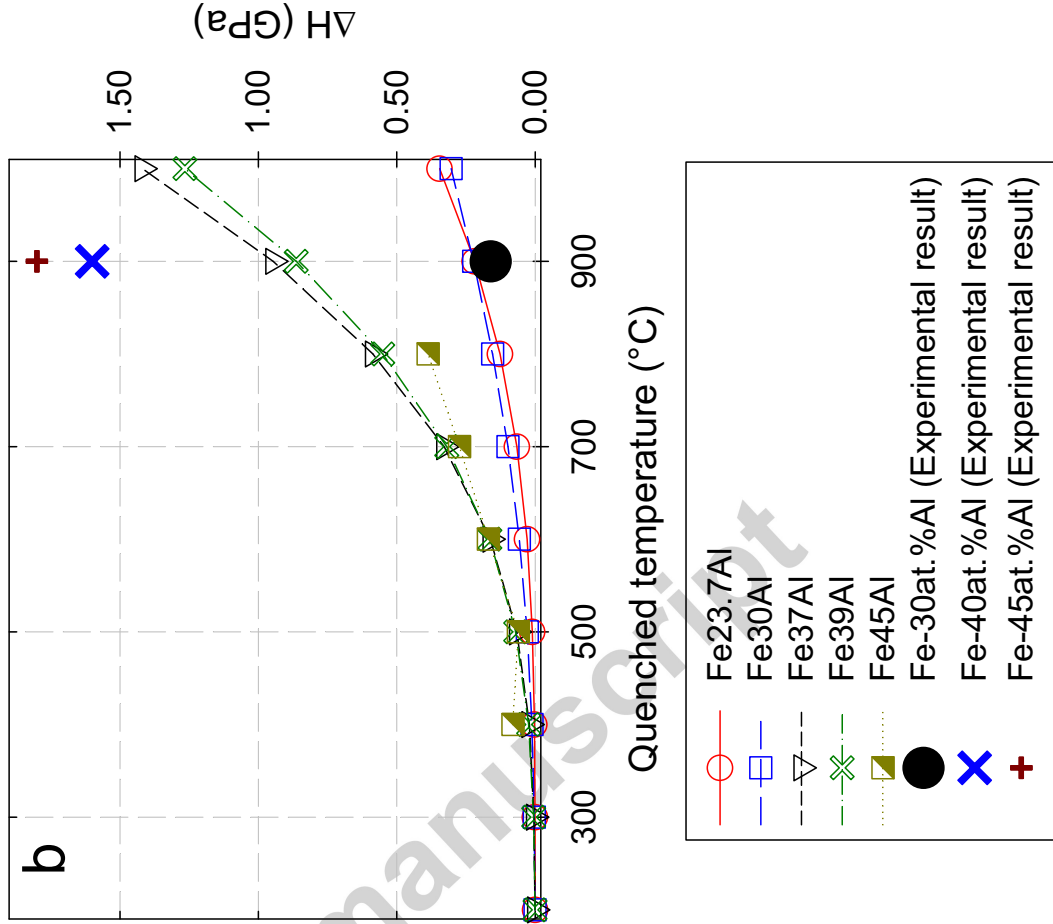 b
ΔH (GPa)
1.50
1.00
0.50
0.00
300
500
700
900
Quenched temperature (°C)
Fe23.7Al
Fe30Al
Fe37Al
Fe39Al
Fe45Al
Fe-30at.%Al (Experimental result)
Fe-40at.%Al (Experimental result)
Fe-45at.%Al (Experimental result)
manuscript